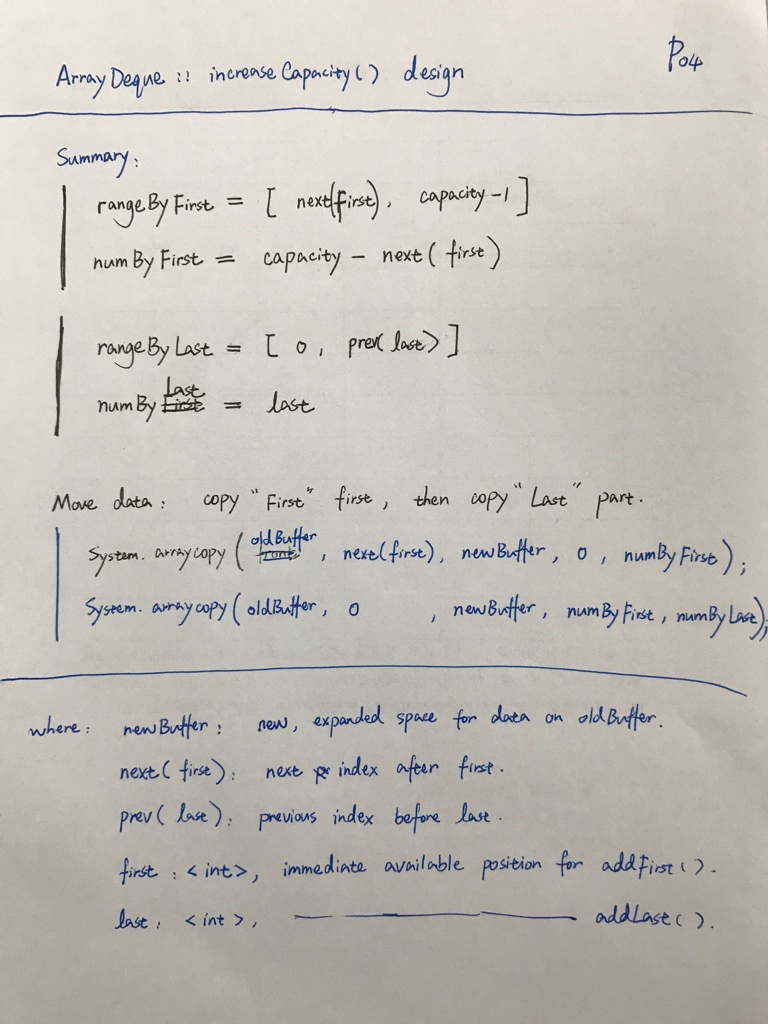 P04
ArrayDeque :: increaseCapacity() design
Summary:
rangeByFirst = [ next(first), capacity-1 ]
numByFirst = capacity - next( first )
rangeByLast = [ 0, prev( last ) ]
numByLast = last
Move data: copy "First" first, then copy "Last" part.
System. arraycopy ( oldBuffer, next(first), newBuffer, 0, numByFirst );
System. arraycopy ( oldBuffer, 0 , newBuffer, numByFirst, numByLast );
where: newBuffer: new, expanded space for data on oldBuffer.
next( first ): next index after first.
prev( last ): previous index before last.
first: <int>, immediate available position for addFirst().
last: <int>, ———————— addLast().